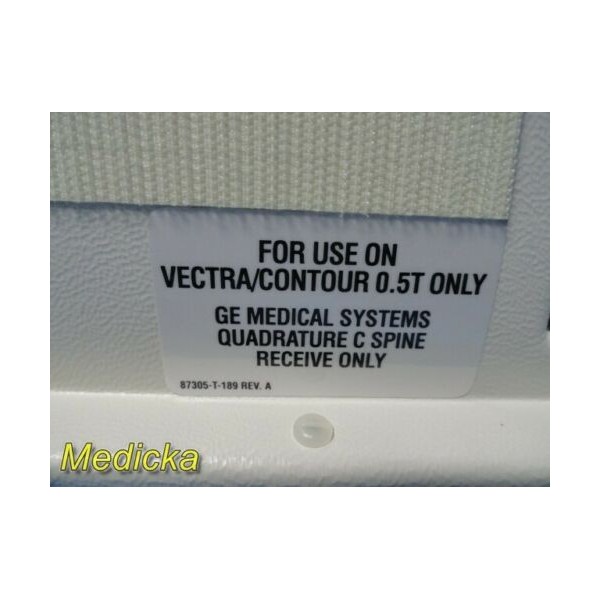 FOR USE ON
VECTRA/CONTOUR 0.5T ONLY
GE MEDICAL SYSTEMS
QUADRATURE C SPINE
RECEIVE ONLY
87305-T-189 REV. A
Medicka